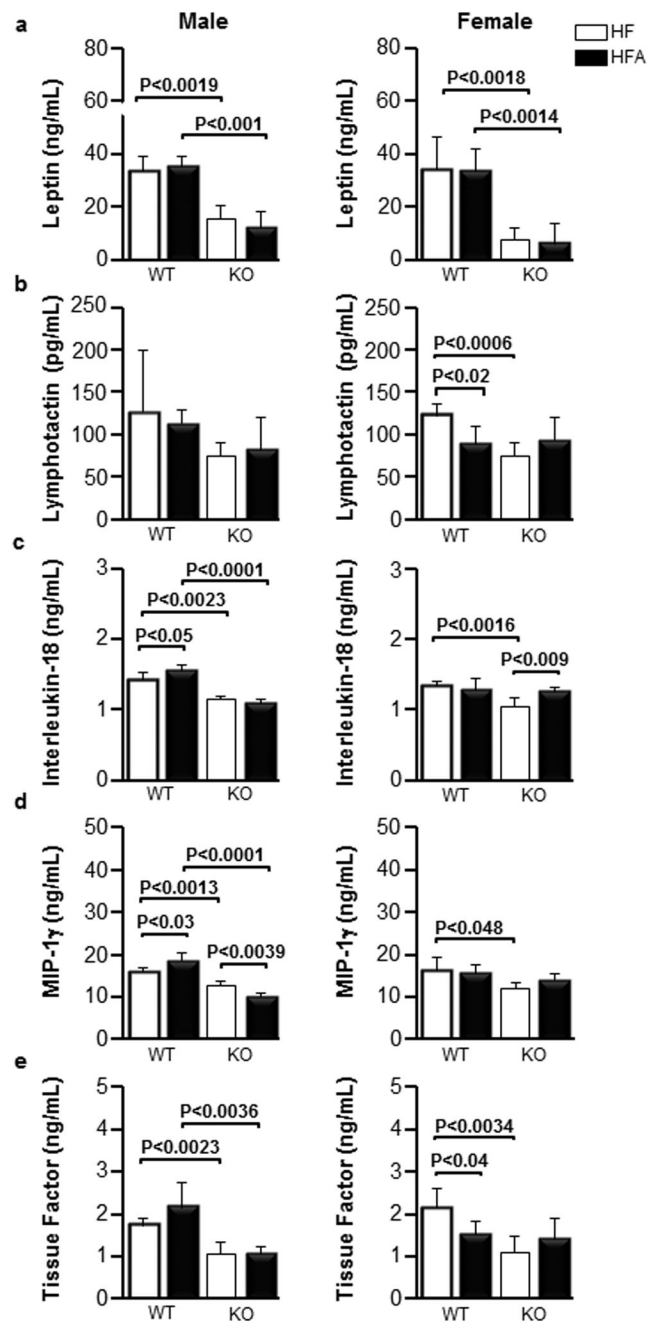 a
Male
Female
HF
HFA
Leptin (ng/mL)
80
60
40
20
0
P<0.0019
P<0.001
WT
KO
Leptin (ng/mL)
80
60
40
20
0
P<0.0018
P<0.0014
WT
KO
b
Lymphotactin (pg/mL)
250
200
150
100
50
0
WT
KO
Lymphotactin (pg/mL)
250
200
150
100
50
0
P<0.0006
P<0.02
WT
KO
c
Interleukin-18 (ng/mL)
3
2
1
0
P<0.0001
P<0.0023
P<0.05
WT
KO
Interleukin-18 (ng/mL)
3
2
1
0
P<0.0016
P<0.009
WT
KO
d
MIP-1γ (ng/mL)
50
40
30
20
10
0
P<0.0001
P<0.0013
P<0.03
P<0.0039
WT
KO
MIP-1γ (ng/mL)
50
40
30
20
10
0
P<0.048
WT
KO
e
Tissue Factor (ng/mL)
5
4
3
2
1
0
P<0.0036
P<0.0023
WT
KO
Tissue Factor (ng/mL)
5
4
3
2
1
0
P<0.0034
P<0.04
WT
KO